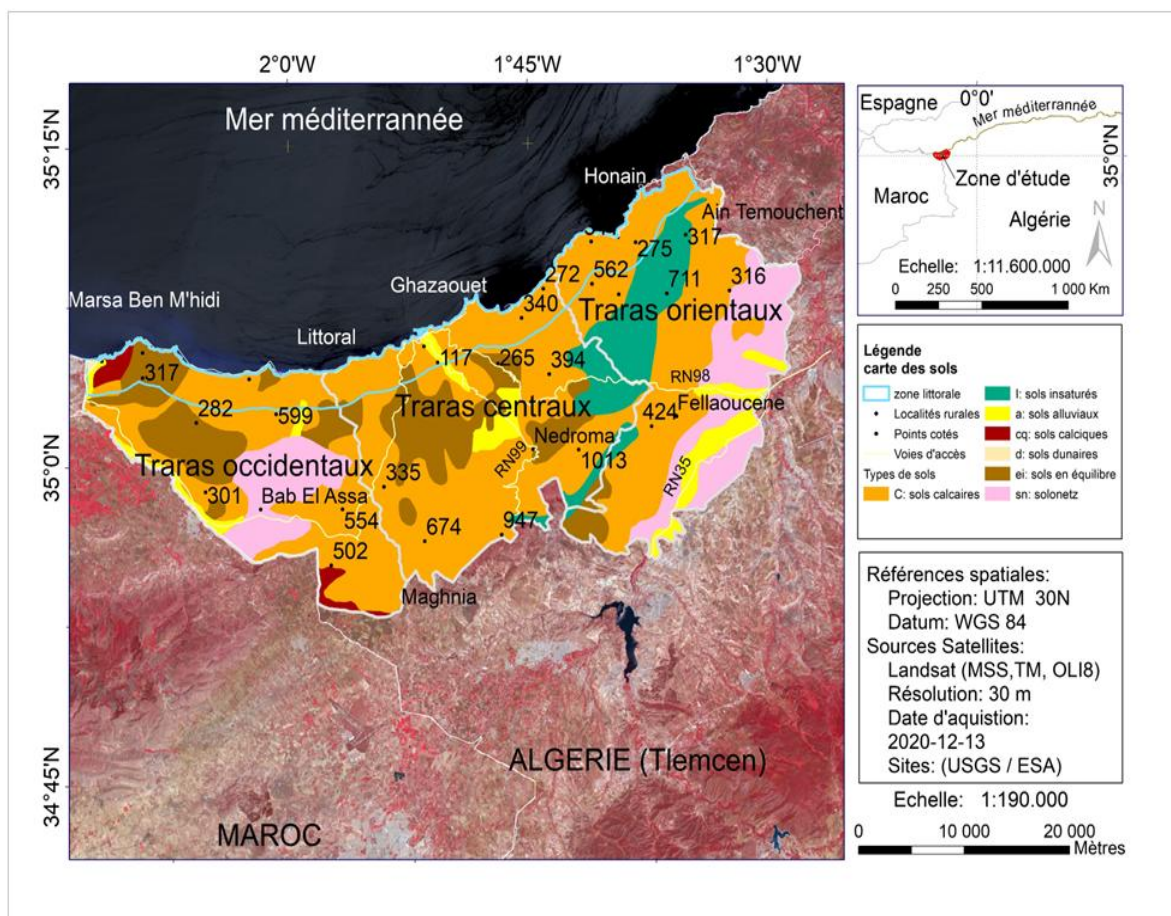 2°0'W
1°45'W
1°30'W
35°15'N
35°0'N
34°45'N
Mer méditerrannée
Honain
Ain Temouchent
317
275
562
272
711
316
340
Ghazaouet
Traras orientaux
Marsa Ben M'hidi
Littoral
117
265
394
317
RN98
282
599
Traras centraux
424
Fellaoucene
Nedroma
RN99
1013
Traras occidentaux
335
RN35
301
Bab El Assa
554
674
947
502
Maghnia
ALGERIE (Tlemcen)
MAROC
Espagne
0°0'
Mer méditerrannée
35°0'N
Zone d'étude
Maroc
Algérie
N
Echelle: 1:11.600.000
0 250 500 1 000 Km
Légende
carte des sols
zone littorale
Localités rurales
Points cotés
Voies d'accès
Types de sols
C: sols calcaires
I: sols insaturés
a: sols alluviaux
cq: sols calciques
d: sols dunaires
ei: sols en équilibre
sn: solonetz
Références spatiales:
Projection: UTM 30N
Datum: WGS 84
Sources Satellites:
Landsat (MSS,TM, OLI8)
Résolution: 30 m
Date d'aquistion:
2020-12-13
Sites: (USGS / ESA)
Echelle: 1:190.000
0 10 000 20 000
Mètres